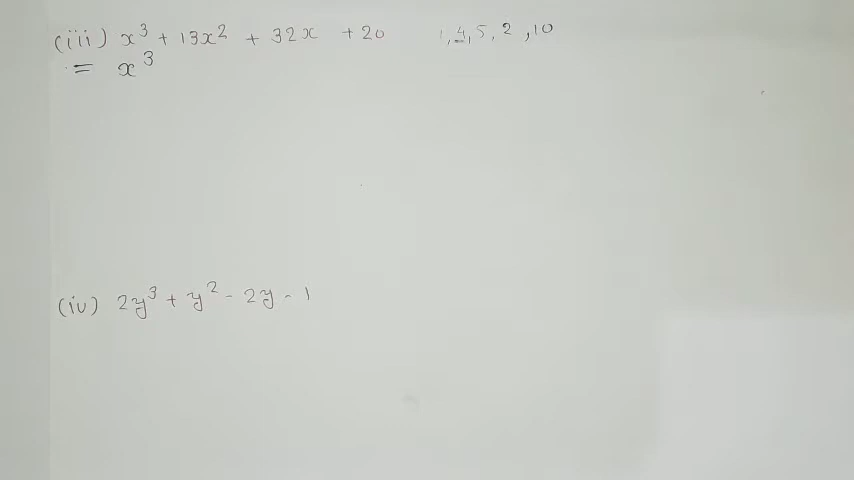 (iii) x³ + 13x² + 32x + 20 1, 4, 5, 2, 10
= x³
(iv) 2y³ + y² - 2y - 1